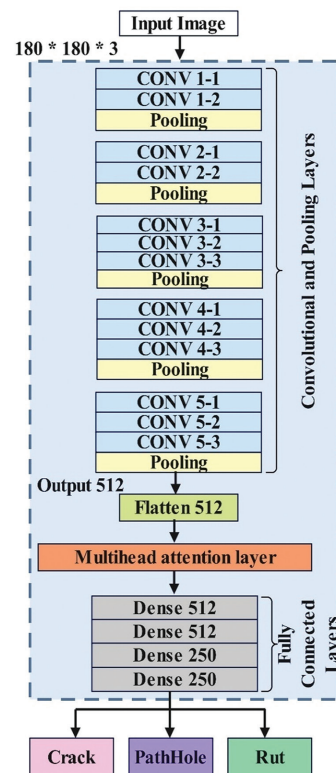 Input Image
180 * 180 * 3
CONV 1-1
CONV 1-2
Pooling
CONV 2-1
CONV 2-2
Pooling
CONV 3-1
CONV 3-2
CONV 3-3
Pooling
CONV 4-1
CONV 4-2
CONV 4-3
Pooling
CONV 5-1
CONV 5-2
CONV 5-3
Pooling
Convolutional and Pooling Layers
Output 512
Flatten 512
Multihead attention layer
Dense 512
Dense 512
Dense 250
Dense 250
Fully
Connected
Layers
Crack
PathHole
Rut